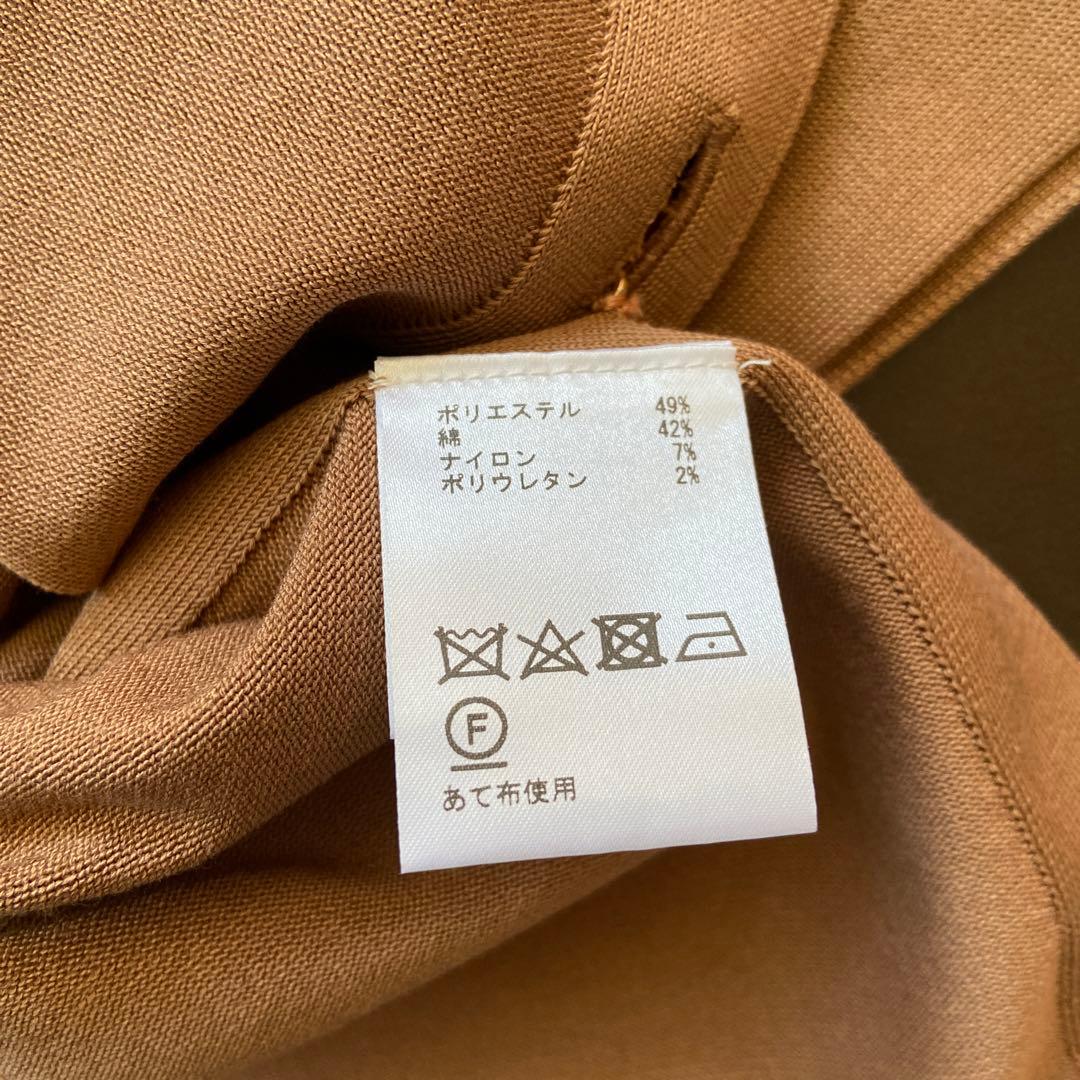 ポリエステル 49%
綿 42%
ナイロン 7%
ポリウレタン 2%
F
あて布使用